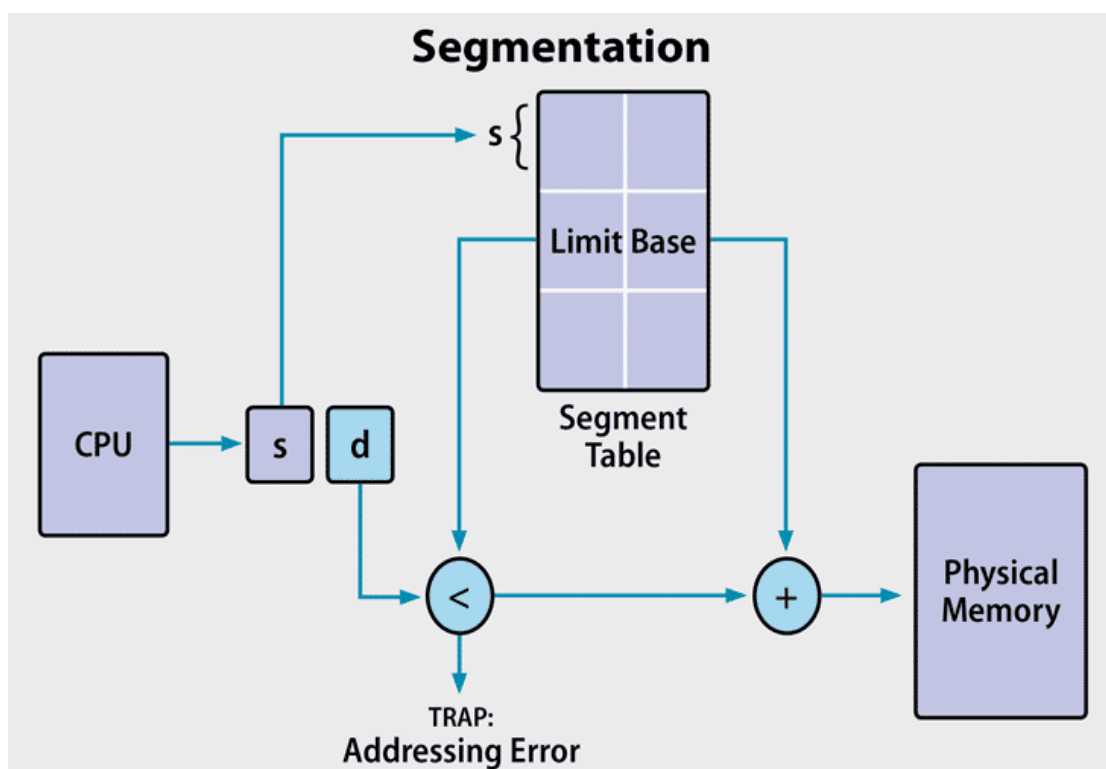 Segmentation
s {
Limit Base
Segment
Table
CPU
s
d
<
+
Physical
Memory
TRAP:
Addressing Error